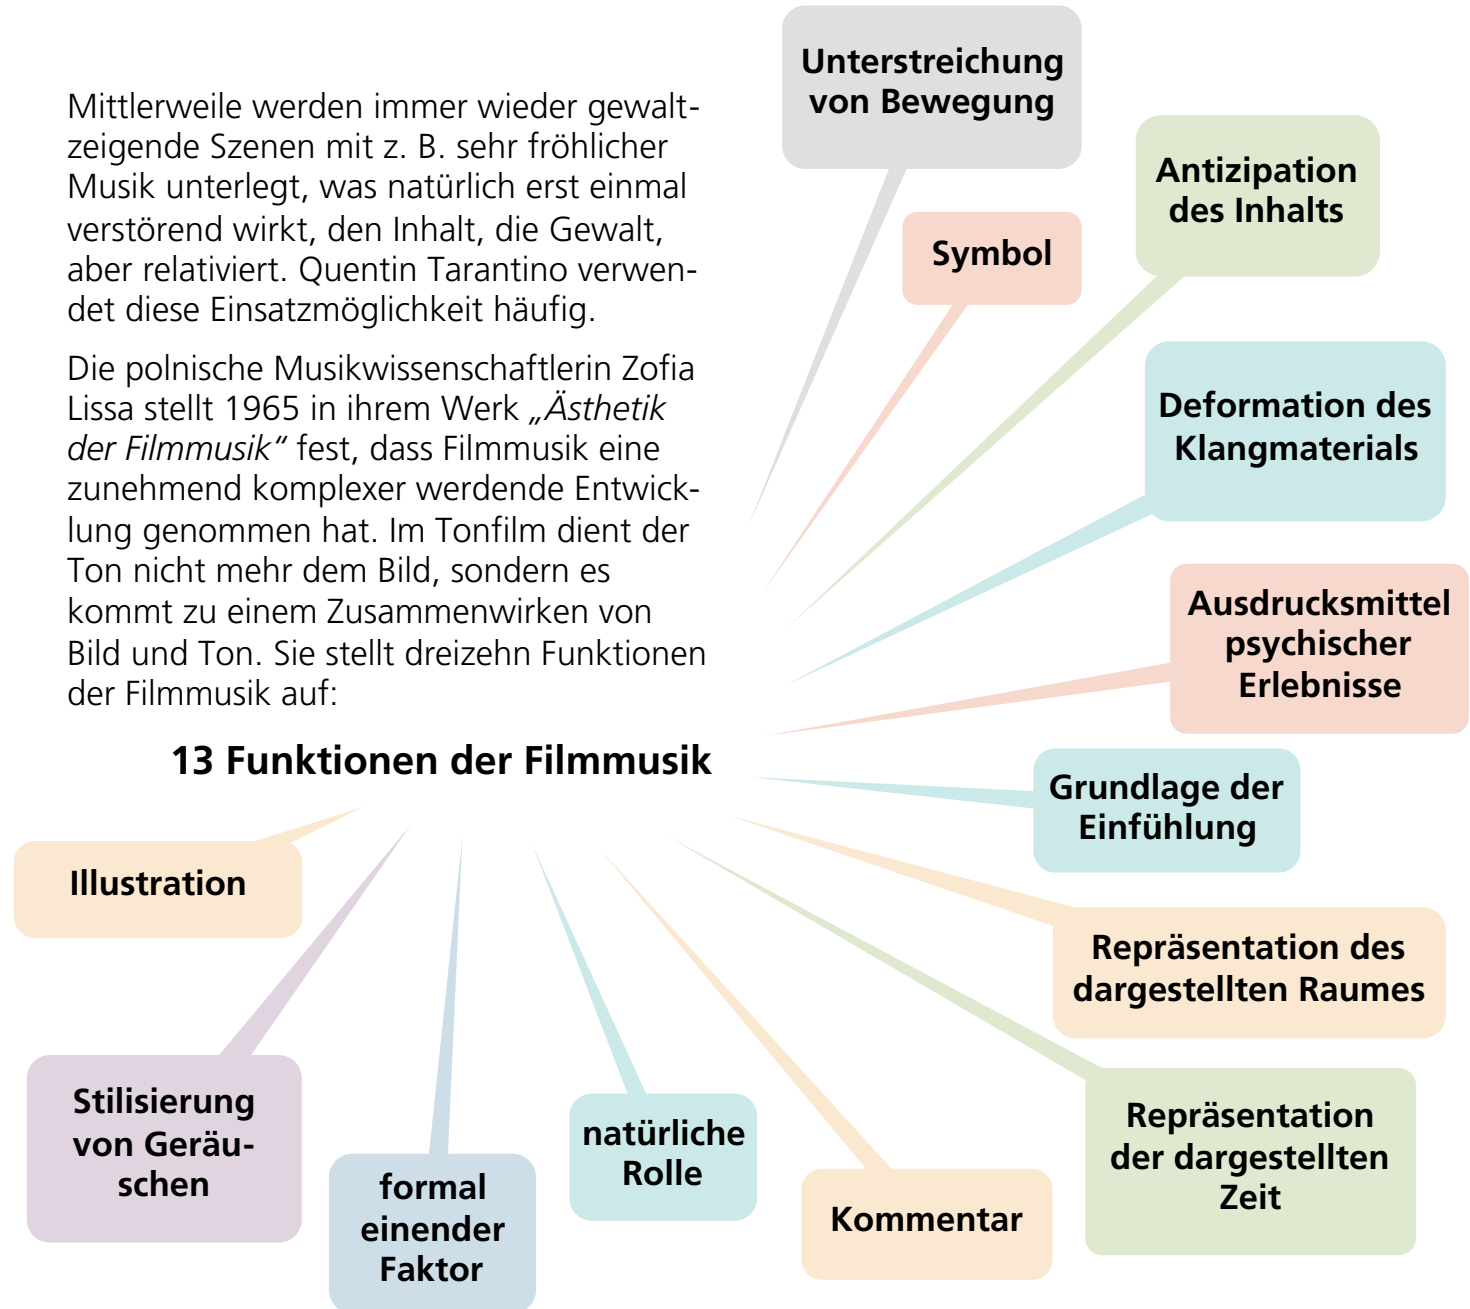 Mittlerweile werden immer wieder gewalt-
zeigende Szenen mit z. B. sehr fröhlicher
Musik unterlegt, was natürlich erst einmal
verstörend wirkt, den Inhalt, die Gewalt,
aber relativiert. Quentin Tarantino verwen-
det diese Einsatzmöglichkeit häufig.
Die polnische Musikwissenschaftlerin Zofia
Lissa stellt 1965 in ihrem Werk „Ästhetik
der Filmmusik“ fest, dass Filmmusik eine
zunehmend komplexer werdende Entwick-
lung genommen hat. Im Tonfilm dient der
Ton nicht mehr dem Bild, sondern es
kommt zu einem Zusammenwirken von
Bild und Ton. Sie stellt dreizehn Funktionen
der Filmmusik auf:
13 Funktionen der Filmmusik
Unterstreichung
von Bewegung
Symbol
Antizipation
des Inhalts
Deformation des
Klangmaterials
Ausdrucksmittel
psychischer
Erlebnisse
Grundlage der
Einfühlung
Repräsentation des
dargestellten Raumes
Repräsentation
der dargestellten
Zeit
Kommentar
natürliche
Rolle
formal
einender
Faktor
Stilisierung
von Geräu-
schen
Illustration